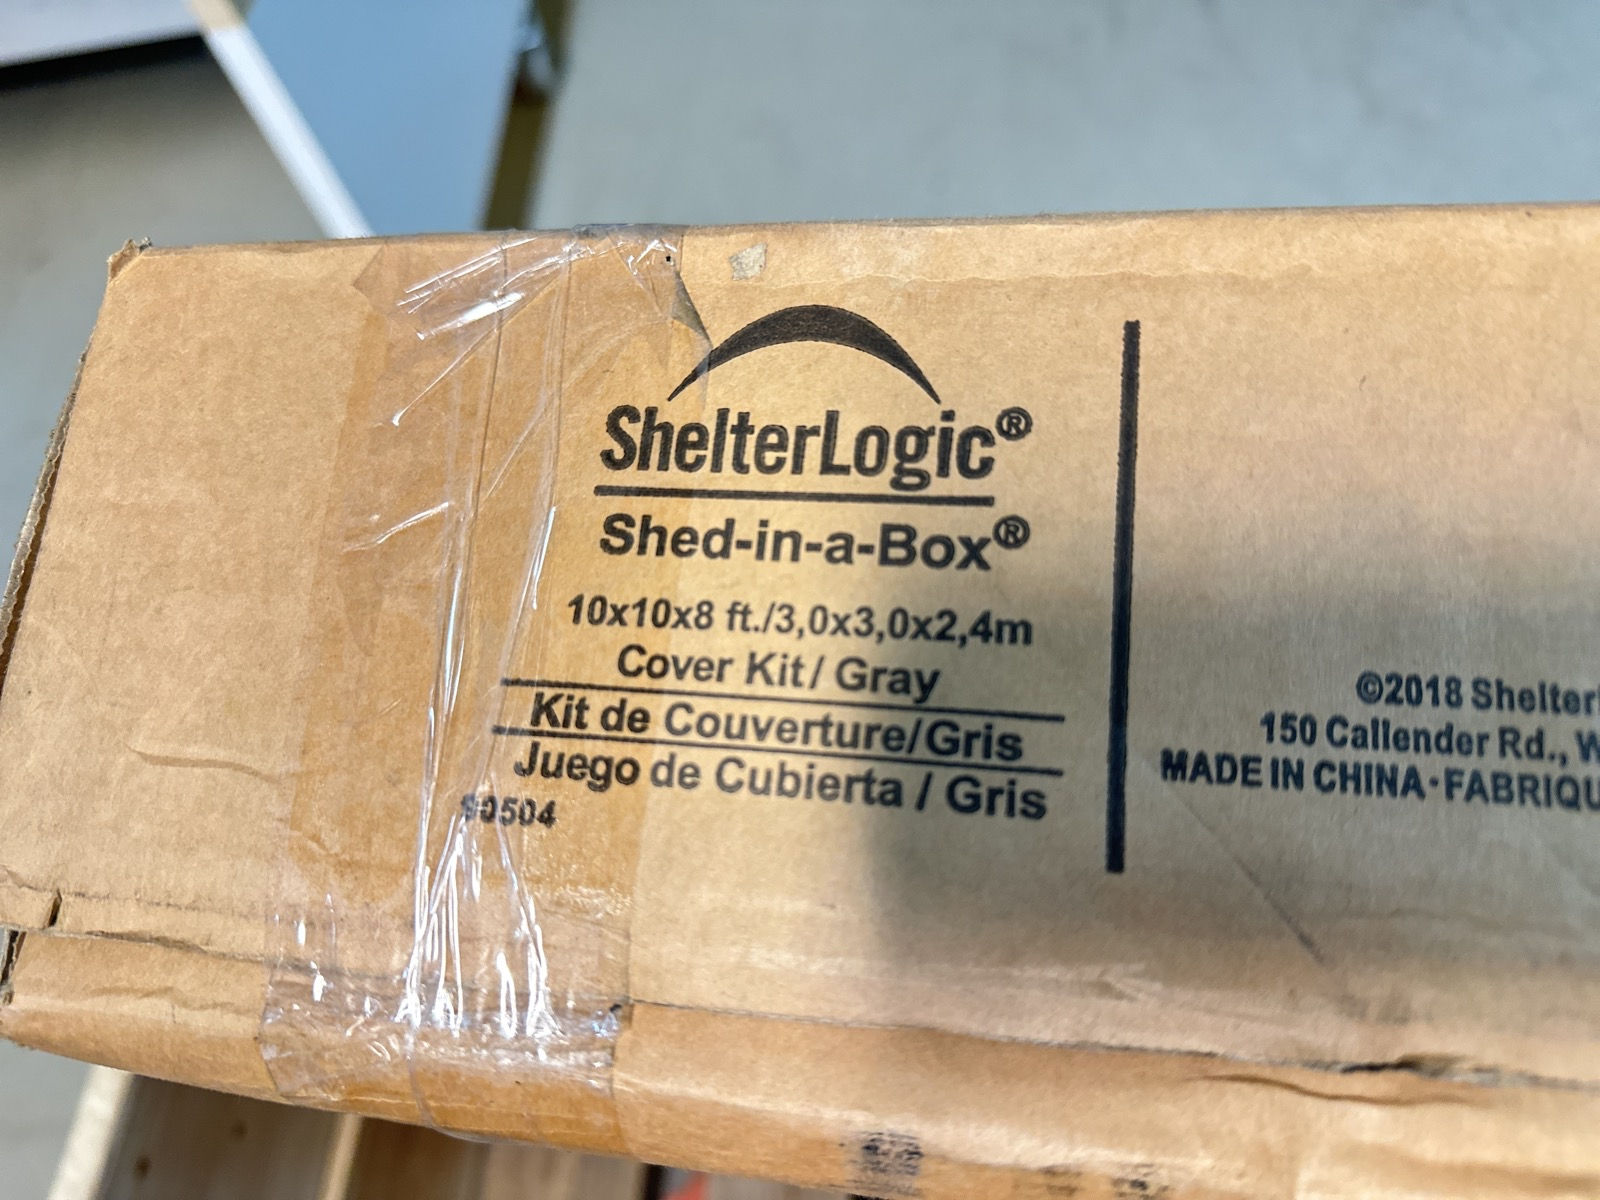 ShelterLogic®
Shed-in-a-Box®
10x10x8 ft./3,0x3,0x2,4m
Cover Kit/ Gray
Kit de Couverture/Gris
Juego de Cubierta / Gris
90504
©2018 Shelter
150 Callender Rd., W
MADE IN CHINA·FABRIQU